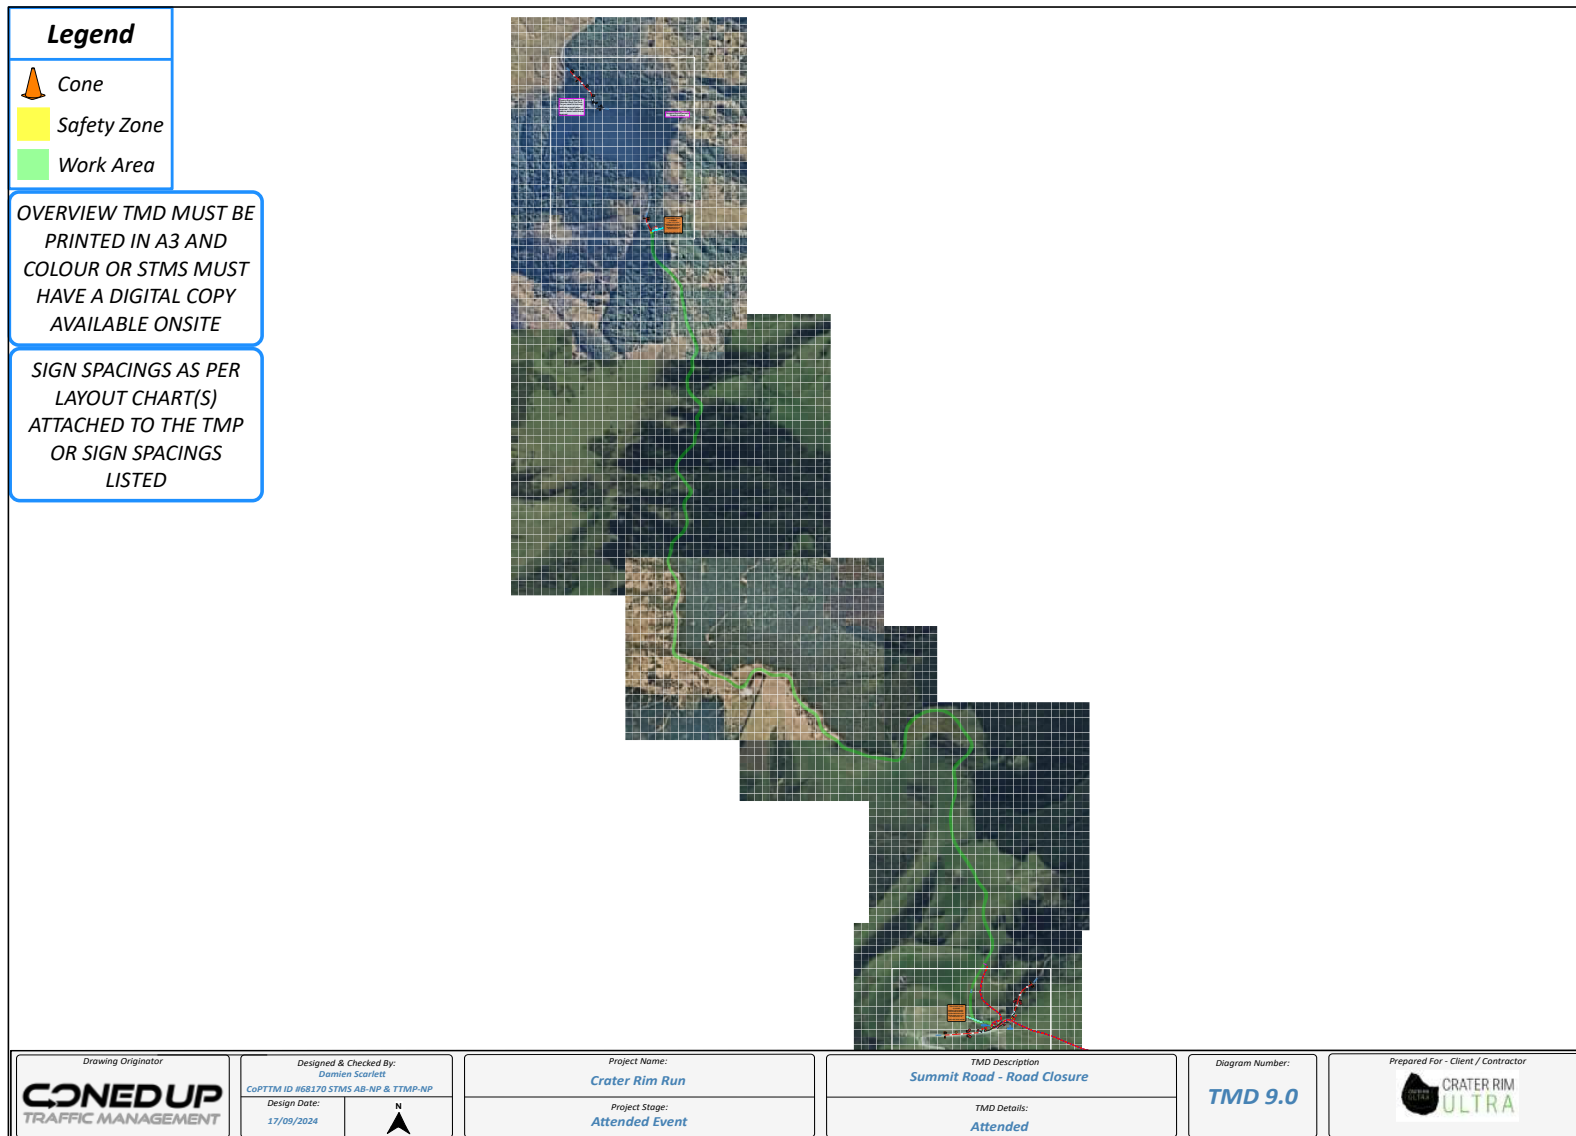 Legend
Cone
Safety Zone
Work Area
OVERVIEW TMD MUST BE
PRINTED IN A3 AND
COLOUR OR STMS MUST
HAVE A DIGITAL COPY
AVAILABLE ONSITE
SIGN SPACINGS AS PER
LAYOUT CHART(S)
ATTACHED TO THE TMP
OR SIGN SPACINGS
LISTED
Drawing Originator
CONED UP
TRAFFIC MANAGEMENT
Designed & Checked By:
Damien Scarlett
CoPTTM ID #68170 STMS AB-NP & TTMP-NP
Design Date:
17/09/2024
N
Project Name:
Crater Rim Run
Project Stage:
Attended Event
TMD Description
Summit Road - Road Closure
TMD Details:
Attended
Diagram Number:
TMD 9.0
Prepared For - Client / Contractor
CRATER RIM
ULTRA